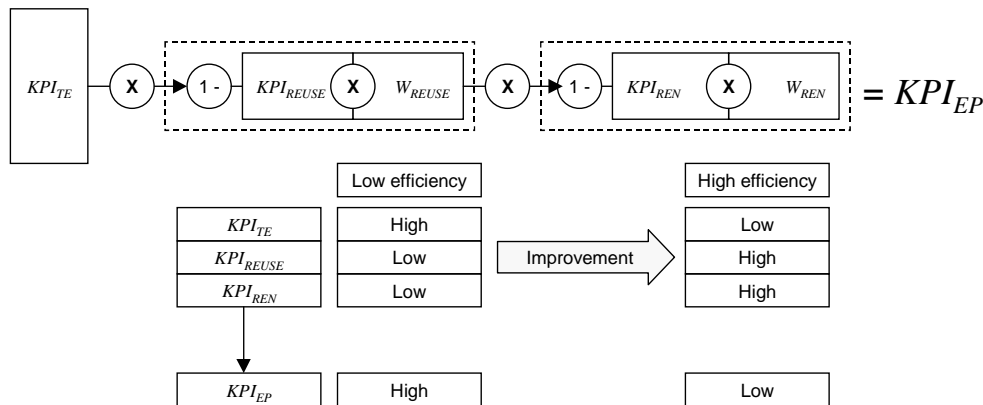 KPI_TE X 1 - KPI_REUSE X W_REUSE X 1 - KPI_REN X W_REN = KPI_EP
Low efficiency High efficiency
KPI_TE High Low
KPI_REUSE Low Improvement High
KPI_REN Low High
KPI_EP High Low